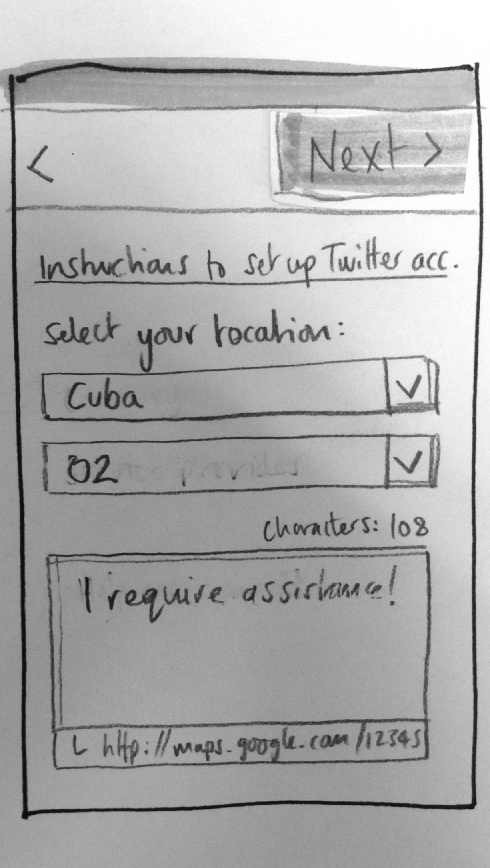 < Next >
Instructions to set up Twitter acc.
Select your location:
Cuba
O2
characters: 108
I require assistance!
L http://maps.google.com/12345